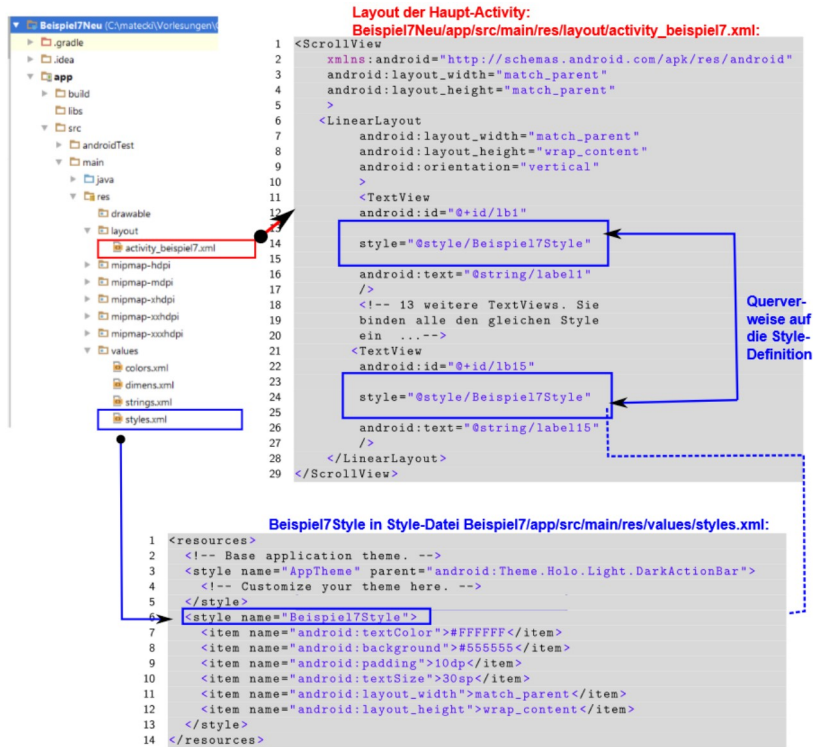 Beispiel7Neu (C:\matecki\Vorlesungen\
.gradle
.idea
app
build
libs
src
androidTest
main
java
res
drawable
layout
activity_beispiel7.xml
mipmap-hdpi
mipmap-mdpi
mipmap-xhdpi
mipmap-xxhdpi
mipmap-xxxhdpi
values
colors.xml
dimens.xml
strings.xml
styles.xml
Layout der Haupt-Activity:
Beispiel7Neu/app/src/main/res/layout/activity_beispiel7.xml:
1 <ScrollView
2 xmlns:android="http://schemas.android.com/apk/res/android"
3 android:layout_width="match_parent"
4 android:layout_height="match_parent"
5 >
6 <LinearLayout
7 android:layout_width="match_parent"
8 android:layout_height="wrap_content"
9 android:orientation="vertical"
10 >
11 <TextView
12 android:id="@+id/lb1"
13
14 style="@style/Beispiel7Style"
15
16 android:text="@string/label1"
17 />
18 <!-- 13 weitere TextViews. Sie
19 binden alle den gleichen Style
20 ein ...-->
21 <TextView
22 android:id="@+id/lb15"
23
24 style="@style/Beispiel7Style"
25
26 android:text="@string/label15"
27 />
28 </LinearLayout>
29 </ScrollView>
Querver-
weise auf
die Style-
Definition
Beispiel7Style in Style-Datei Beispiel7/app/src/main/res/values/styles.xml:
1 <resources>
2 <!-- Base application theme. -->
3 <style name="AppTheme" parent="android:Theme.Holo.Light.DarkActionBar">
4 <!-- Customize your theme here. -->
5 </style>
6 <style name="Beispiel7Style">
7 <item name="android:textColor">#FFFFFF</item>
8 <item name="android:background">#555555</item>
9 <item name="android:padding">10dp</item>
10 <item name="android:textSize">30sp</item>
11 <item name="android:layout_width">match_parent</item>
12 <item name="android:layout_height">wrap_content</item>
13 </style>
14 </resources>